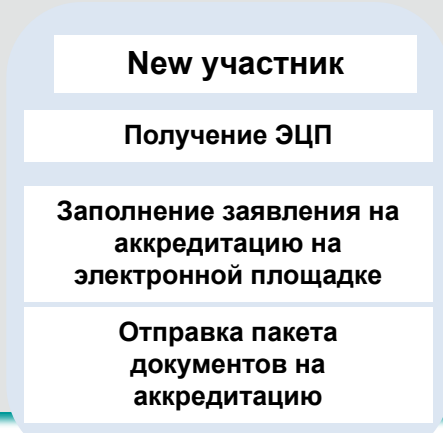 New участник
Получение ЭЦП
Заполнение заявления на
аккредитацию на
электронной площадке
Отправка пакета
документов на
аккредитацию